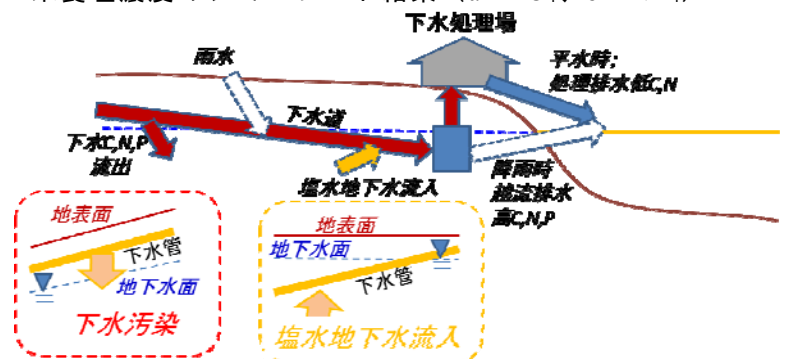 下水処理場
雨水
平水時;
処理排水低C,N
下水道
下水C,N,P
流出
塩水地下水流入
降雨時
越流排水
高C,N,P
地表面
下水管
地下水面
下水汚染
地表面
地下水面
下水管
塩水地下水流入